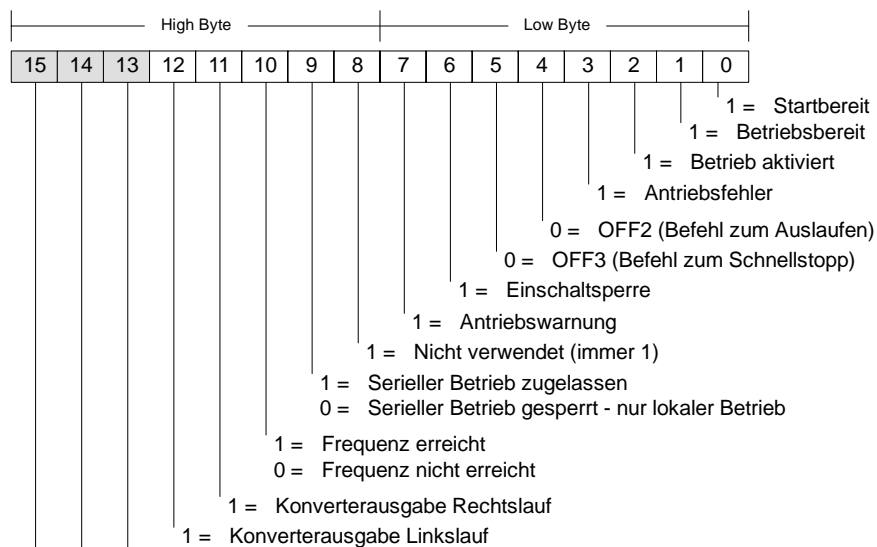 High Byte Low Byte
15 14 13 12 11 10 9 8 7 6 5 4 3 2 1 0
1 = Startbereit
1 = Betriebsbereit
1 = Betrieb aktiviert
1 = Antriebsfehler
0 = OFF2 (Befehl zum Auslaufen)
0 = OFF3 (Befehl zum Schnellstopp)
1 = Einschaltsperre
1 = Antriebswarnung
1 = Nicht verwendet (immer 1)
1 = Serieller Betrieb zugelassen
0 = Serieller Betrieb gesperrt - nur lokaler Betrieb
1 = Frequenz erreicht
0 = Frequenz nicht erreicht
1 = Konverterausgabe Rechtslauf
1 = Konverterausgabe Linkslauf